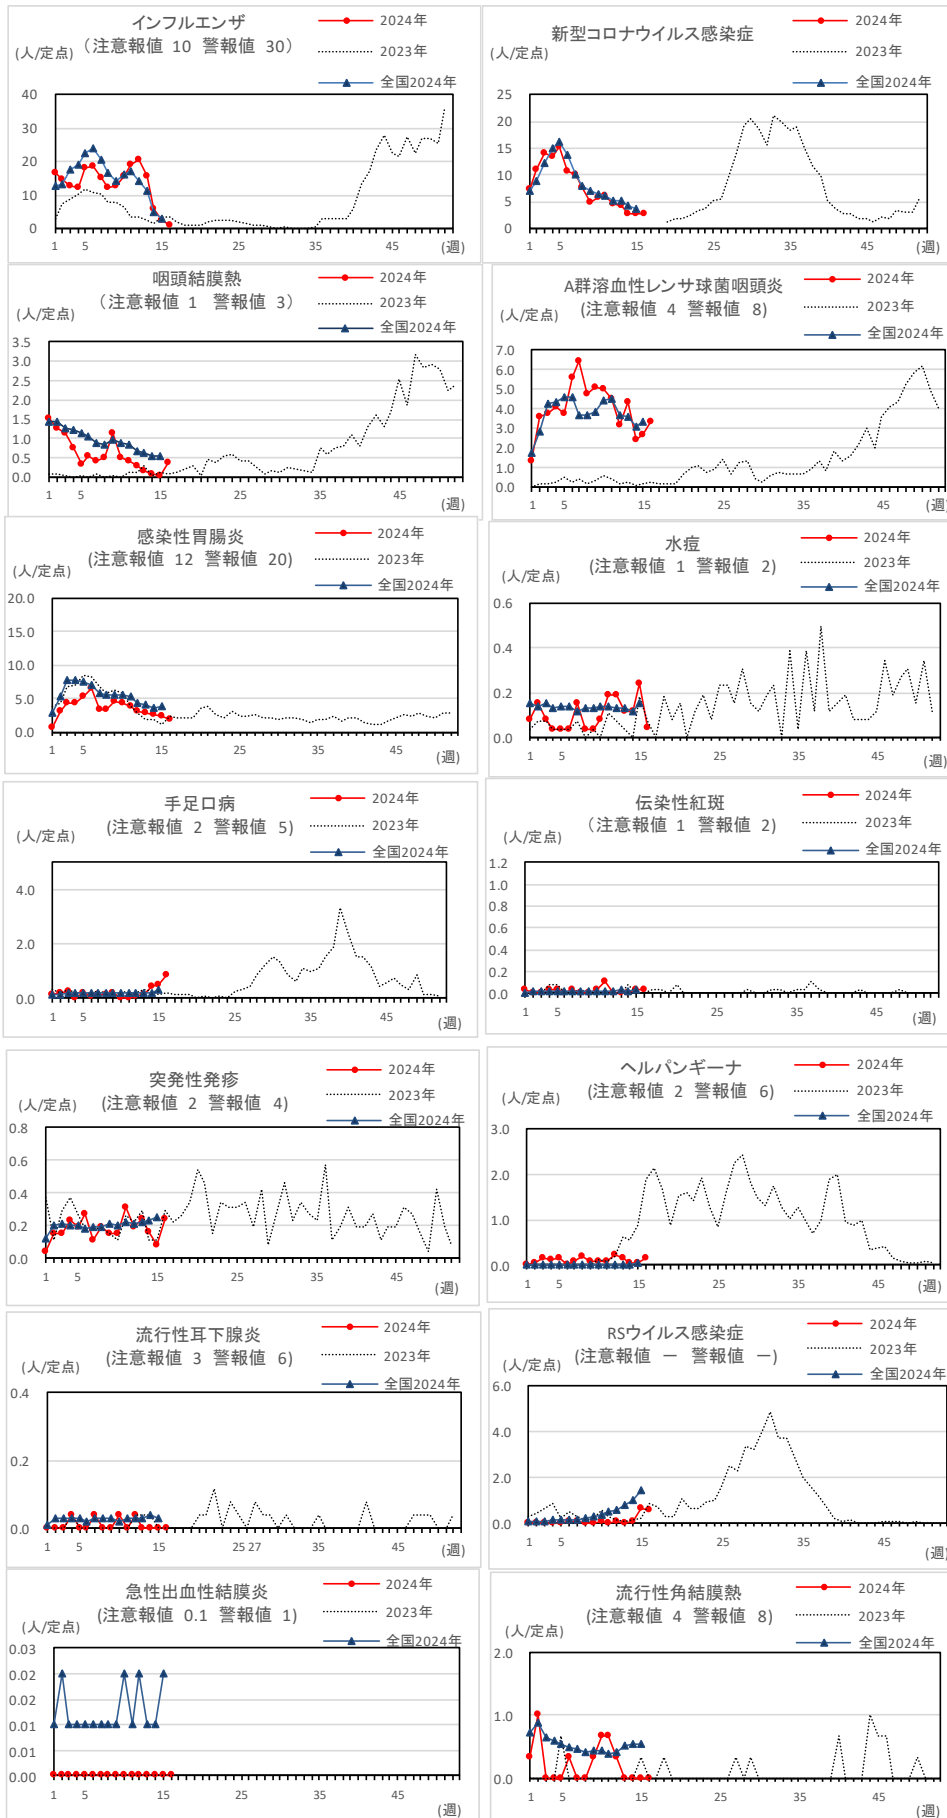 インフルエンザ
（注意報値 10 警報値 30）
(人/定点)
2024年
2023年
全国2024年
40
30
20
10
0
1 5 15 25 35 45
(週)
新型コロナウイルス感染症
(人/定点)
2024年
2023年
全国2024年
25
20
15
10
5
0
1 5 15 25 35 45
(週)
咽頭結膜熱
（注意報値 1 警報値 3）
(人/定点)
2024年
2023年
全国2024年
3.5
3.0
2.5
2.0
1.5
1.0
0.5
0.0
1 5 15 25 35 45
(週)
A群溶血性レンサ球菌咽頭炎
(注意報値 4 警報値 8)
(人/定点)
2024年
2023年
全国2024年
7.0
6.0
5.0
4.0
3.0
2.0
1.0
0.0
1 5 15 25 35 45
(週)
感染性胃腸炎
(注意報値 12 警報値 20)
(人/定点)
2024年
2023年
全国2024年
20.0
15.0
10.0
5.0
0.0
1 5 15 25 35 45
(週)
水痘
(注意報値 1 警報値 2)
(人/定点)
2024年
2023年
全国2024年
0.6
0.4
0.2
0.0
1 5 15 25 35 45
(週)
手足口病
(注意報値 2 警報値 5)
(人/定点)
2024年
2023年
全国2024年
4.0
2.0
0.0
1 5 15 25 35 45
(週)
伝染性紅斑
（注意報値 1 警報値 2)
(人/定点)
2024年
2023年
全国2024年
1.2
1.0
0.8
0.6
0.4
0.2
0.0
1 5 15 25 35 45
(週)
突発性発疹
(注意報値 2 警報値 4)
(人/定点)
2024年
2023年
全国2024年
0.8
0.6
0.4
0.2
0.0
1 5 15 25 35 45
(週)
ヘルパンギーナ
(注意報値 2 警報値 6)
(人/定点)
2024年
2023年
全国2024年
3.0
2.0
1.0
0.0
1 5 15 25 35 45
(週)
流行性耳下腺炎
(注意報値 3 警報値 6)
(人/定点)
2024年
2023年
全国2024年
0.4
0.2
0.0
1 5 15 25 27 35 45
(週)
RSウイルス感染症
(注意報値 ー 警報値 ー)
(人/定点)
2024年
2023年
全国2024年
6.0
4.0
2.0
0.0
1 5 15 25 35 45
(週)
急性出血性結膜炎
(注意報値 0.1 警報値 1)
(人/定点)
2024年
2023年
全国2024年
0.03
0.02
0.02
0.01
0.01
0.00
1 5 15 25 35 45
(週)
流行性角結膜熱
(注意報値 4 警報値 8)
(人/定点)
2024年
2023年
全国2024年
2.0
1.0
0.0
1 5 15 25 35 45
(週)